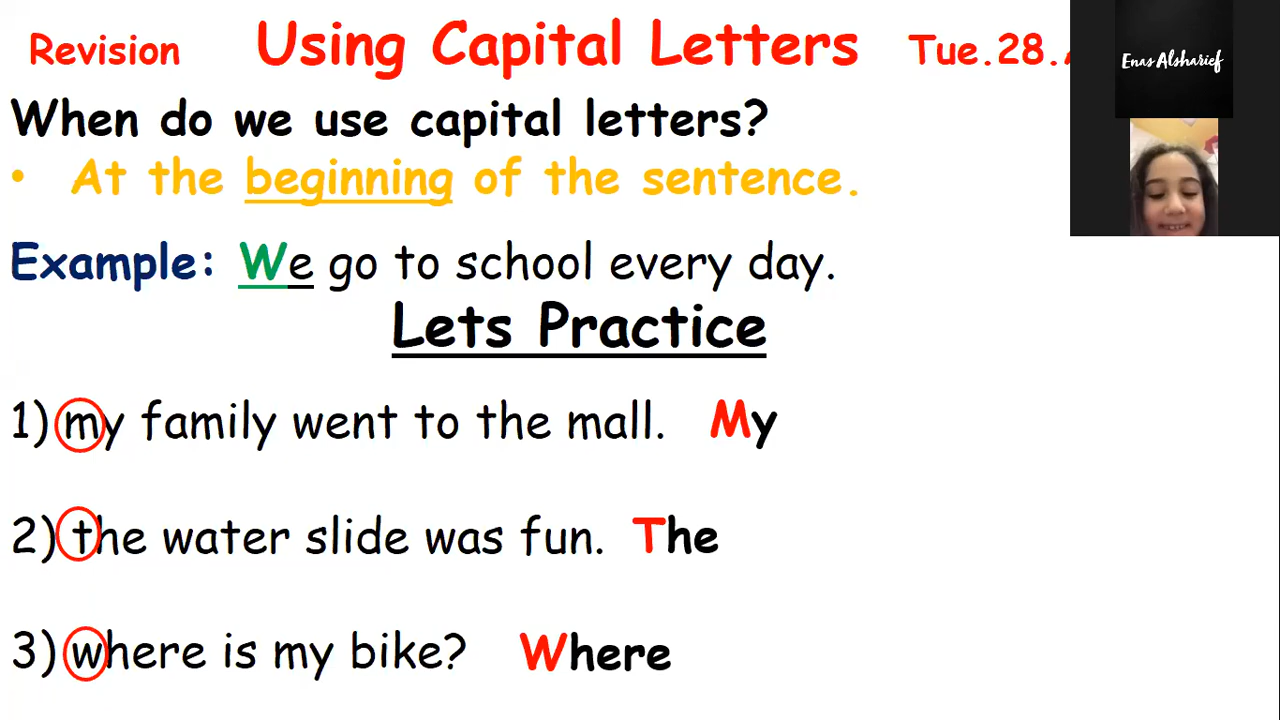 Revision Using Capital Letters Tue.28.
Enas Alsharief
When do we use capital letters?
• At the beginning of the sentence.
Example: We go to school every day.
Lets Practice
1) my family went to the mall. My
2) the water slide was fun. The
3) where is my bike? Where